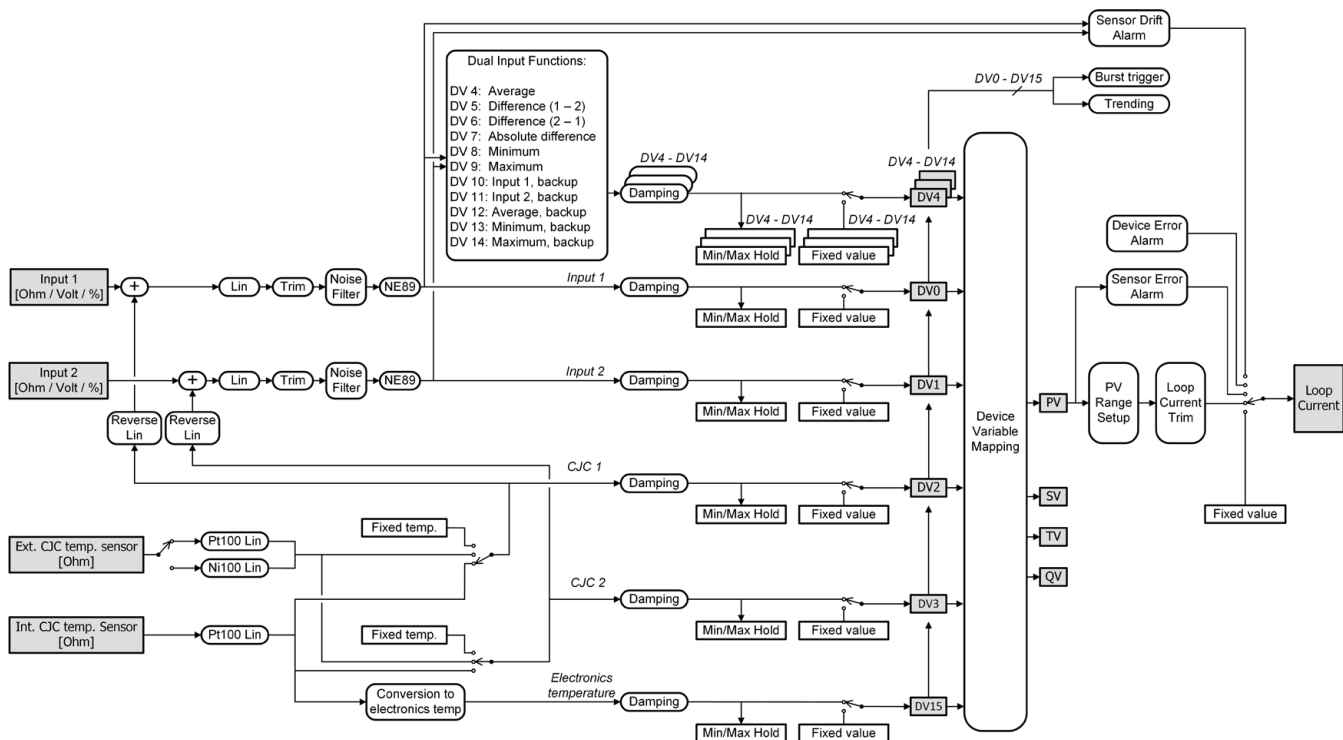 Sensor Drift
Alarm
Dual Input Functions:
DV 4: Average
DV 5: Difference (1 – 2)
DV 6: Difference (2 – 1)
DV 7: Absolute difference
DV 8: Minimum
DV 9: Maximum
DV 10: Input 1, backup
DV 11: Input 2, backup
DV 12: Average, backup
DV 13: Minimum, backup
DV 14: Maximum, backup
DV0 - DV15
Burst trigger
Trending
DV4 - DV14
Damping
DV4 - DV14
Min/Max Hold
DV4 - DV14
Fixed value
DV4 - DV14
DV4
Device Error
Alarm
Sensor Error
Alarm
Input 1
[Ohm / Volt / %]
+
Lin
Trim
Noise
Filter
NE89
Input 1
Damping
Min/Max Hold
Fixed value
DV0
Input 2
[Ohm / Volt / %]
+
Lin
Trim
Noise
Filter
NE89
Input 2
Damping
Min/Max Hold
Fixed value
DV1
Device
Variable
Mapping
PV
PV
Range
Setup
Loop
Current
Trim
Loop
Current
Reverse
Lin
Reverse
Lin
CJC 1
Damping
Min/Max Hold
Fixed value
DV2
SV
Fixed value
TV
QV
Fixed temp.
Ext. CJC temp. sensor
[Ohm]
Pt100 Lin
Ni100 Lin
CJC 2
Damping
Min/Max Hold
Fixed value
DV3
Int. CJC temp. Sensor
[Ohm]
Pt100 Lin
Fixed temp.
Conversion to
electronics temp
Electronics
temperature
Damping
Min/Max Hold
Fixed value
DV15